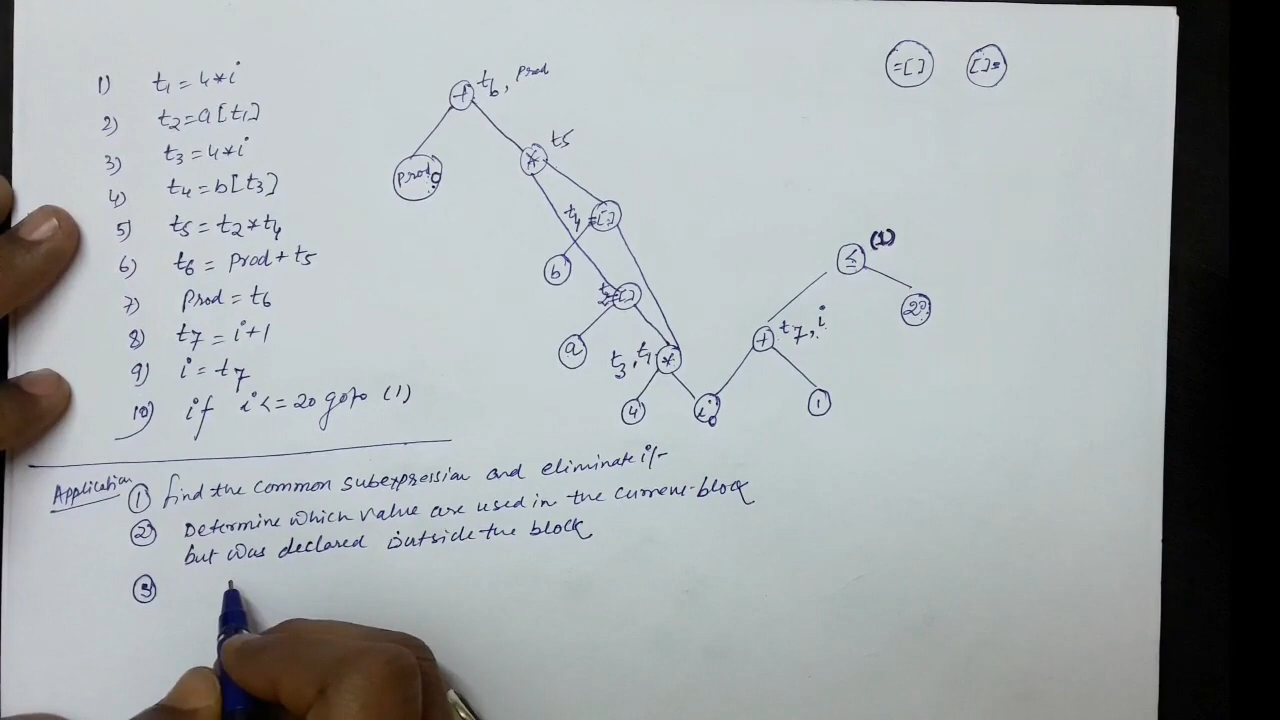 1) t1 = 4*i
2) t2 = a[t1]
3) t3 = 4*i
4) t4 = b[t3]
5) t5 = t2*t4
6) t6 = prod+t5
7) Prod = t6
8) t7 = i+1
9) i = t7
10) if i<=20 goto (1)
=[] []=
+ t6, Prod
prod0
* t5
t4 =[]
b
t2 =[]
a
t3, t1 *
4
i0
≤ (1)
20
+ t7, i
1
Application
① find the common subexpression and eliminate it
② Determine which value are used in the current block
but was declared outside the block
③